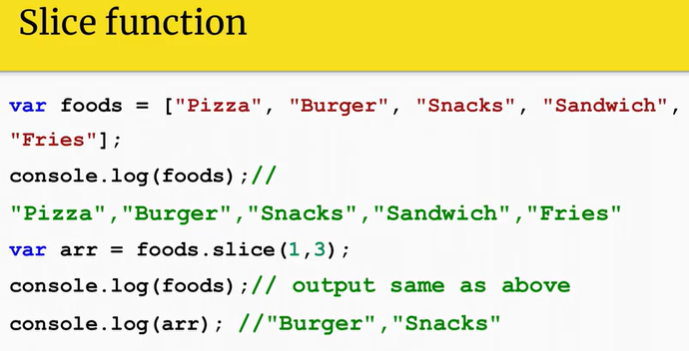 Slice function
var foods = ["Pizza", "Burger", "Snacks", "Sandwich",
"Fries"];
console.log(foods);//
"Pizza","Burger","Snacks","Sandwich","Fries"
var arr = foods.slice(1,3);
console.log(foods);// output same as above
console.log(arr); //"Burger","Snacks"